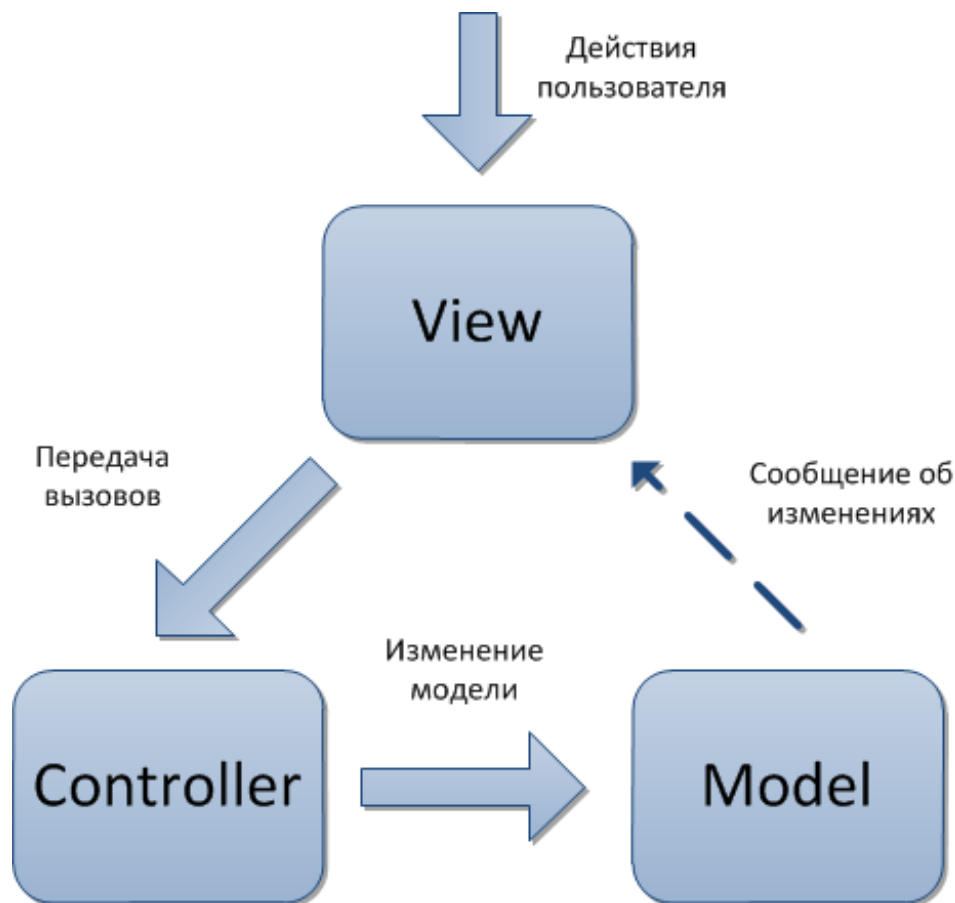 Действия
пользователя
View
Передача
вызовов
Сообщение об
изменениях
Изменение
модели
Controller
Model